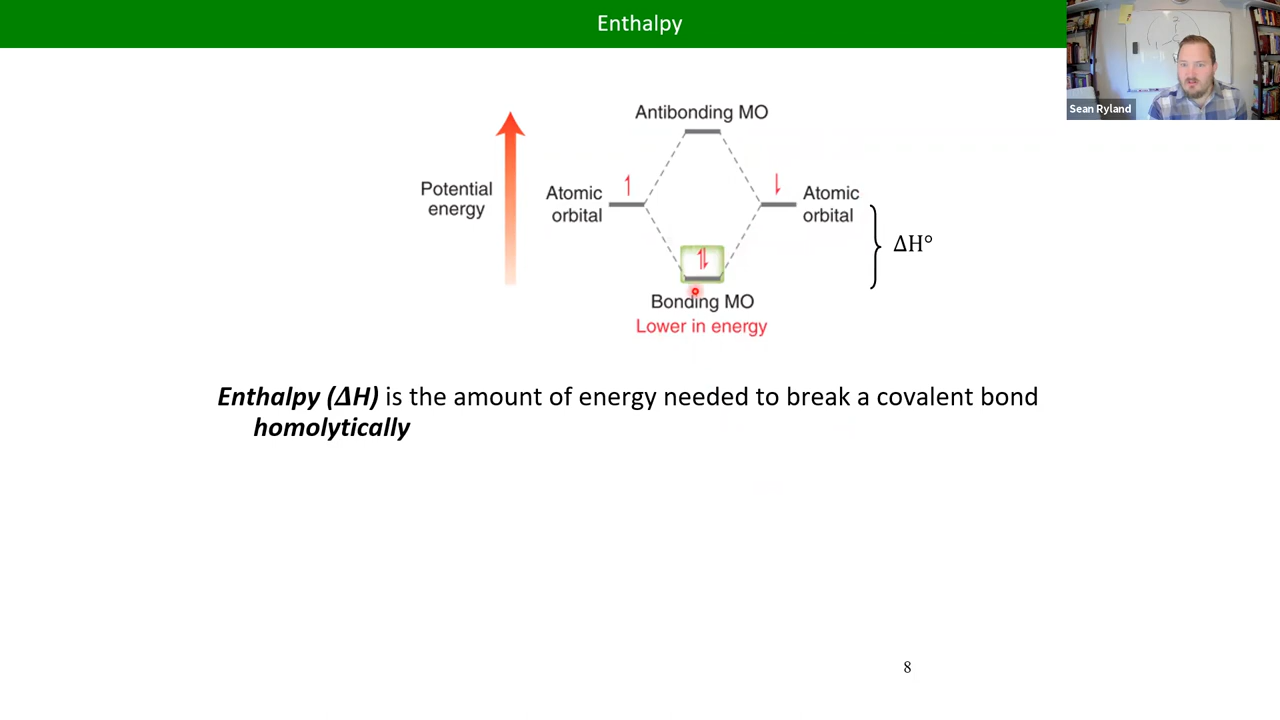 Enthalpy
Sean Ryland
Antibonding MO
Potential
energy
Atomic
orbital
Atomic
orbital
ΔH°
Bonding MO
Lower in energy
Enthalpy (ΔH) is the amount of energy needed to break a covalent bond
homolytically
8